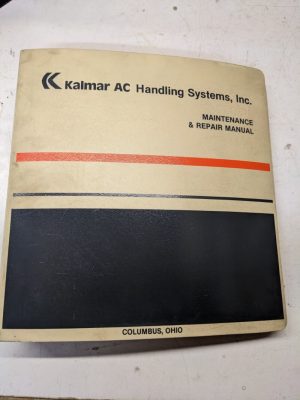 Kalmar AC Handling Systems, Inc.
MAINTENANCE
& REPAIR MANUAL
COLUMBUS, OHIO